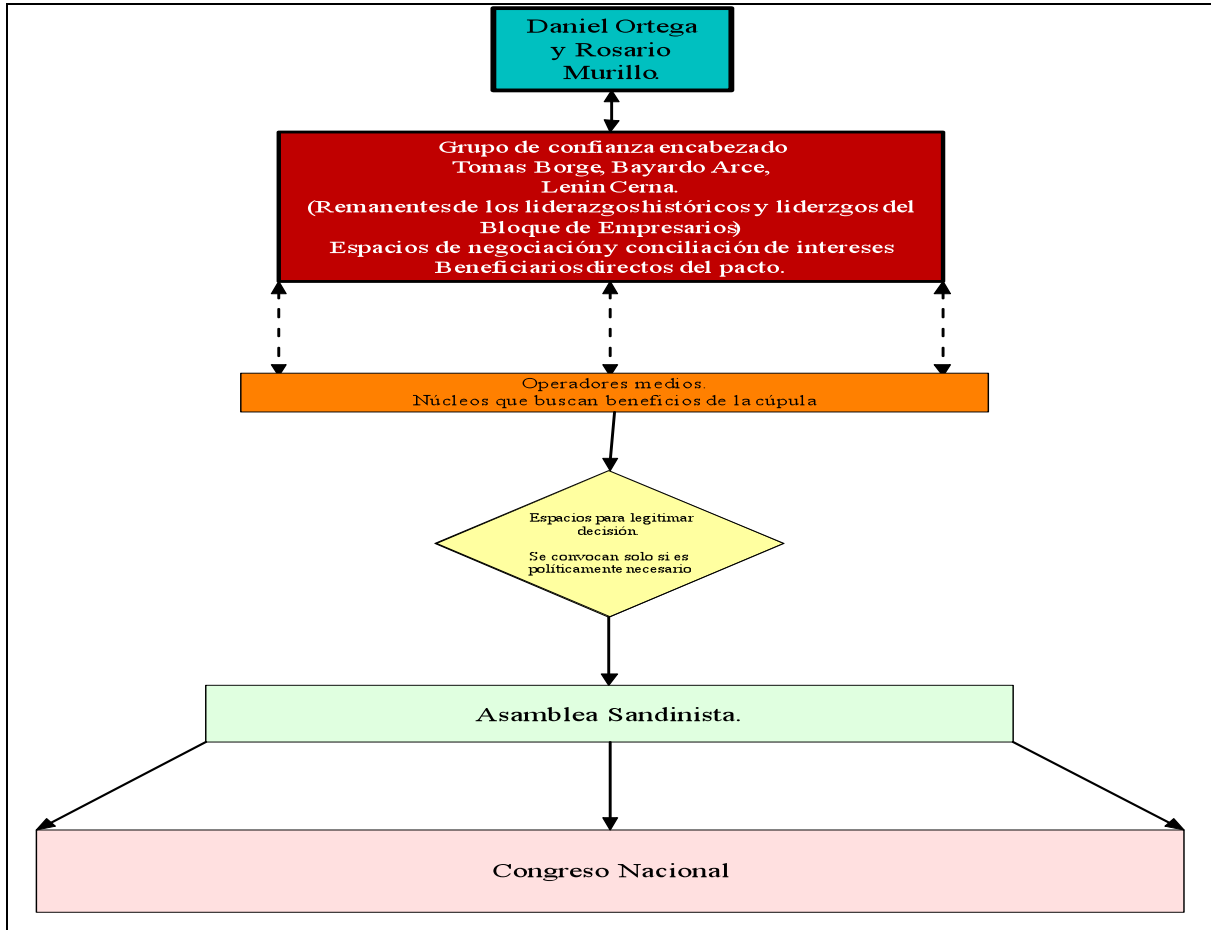 Daniel Ortega
y Rosario
Murillo.
Grupo de confianza encabezado
Tomas Borge, Bayardo Arce,
Lenin Cerna.
(Remanentes de los liderazgos históricos y liderzgos del
Bloque de Empresarios)
Espacios de negociación y conciliación de intereses
Beneficiarios directos del pacto.
Operadores medios.
Núcleos que buscan beneficios de la cúpula
Espacios para legitimar
decisión.
Se convocan solo si es
políticamente necesario
Asamblea Sandinista.
Congreso Nacional